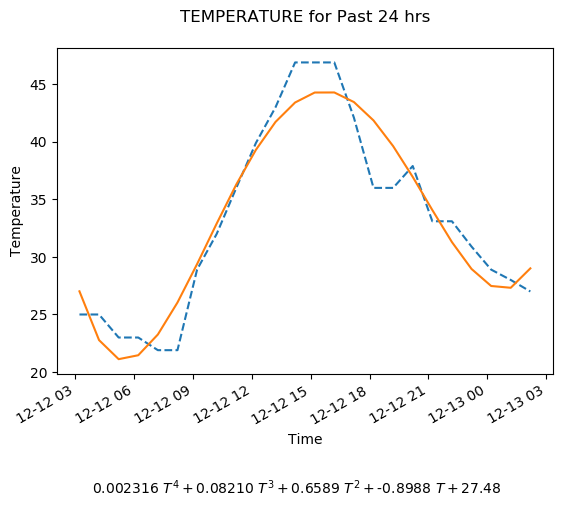 TEMPERATURE for Past 24 hrs
45
40
35
30
25
20
Temperature
12-12 03 12-12 06 12-12 09 12-12 12 12-12 15 12-12 18 12-12 21 12-13 00 12-13 03
Time
0.002316 T⁴ + 0.08210 T³ + 0.6589 T² + -0.8988 T + 27.48